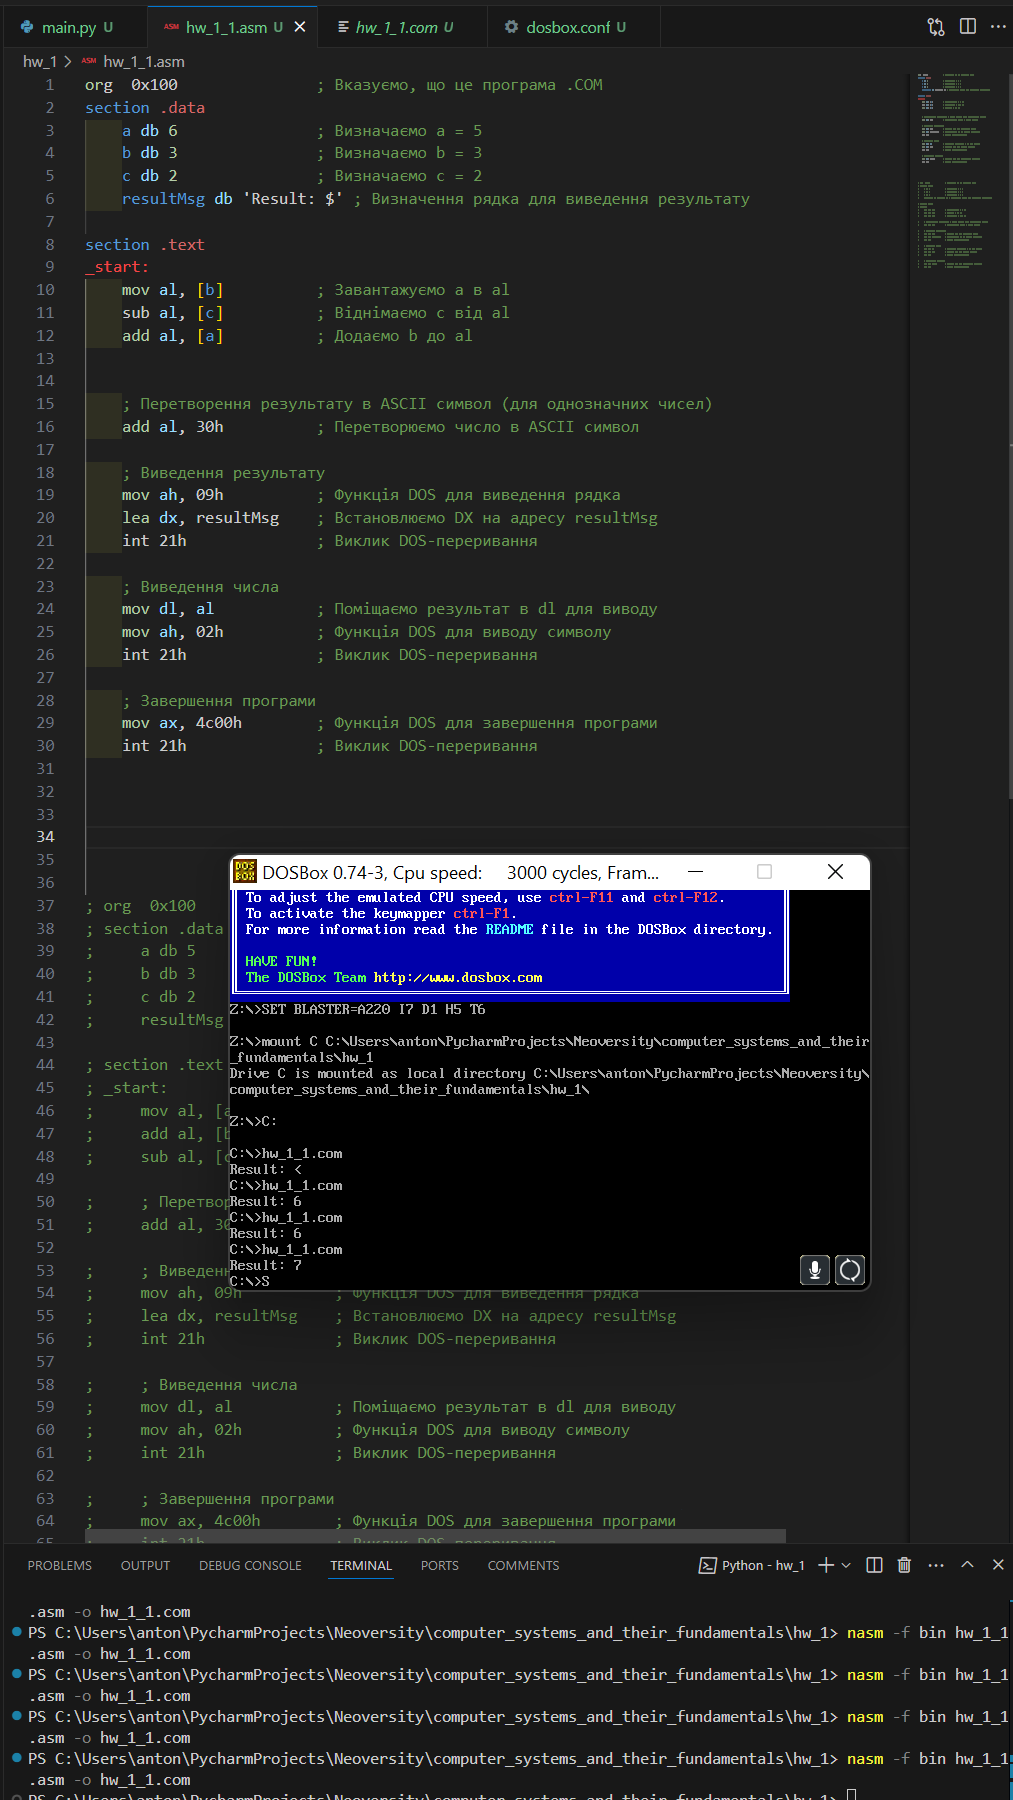 main.py U
ASM hw_1_1.asm U
hw_1_1.com U
dosbox.conf U
hw_1 > ASM hw_1_1.asm
1 org 0x100 ; Вказуємо, що це програма .COM
2 section .data
3 a db 6 ; Визначаємо a = 5
4 b db 3 ; Визначаємо b = 3
5 c db 2 ; Визначаємо c = 2
6 resultMsg db 'Result: $' ; Визначення рядка для виведення результату
7
8 section .text
9 _start:
10 mov al, [b] ; Завантажуємо a в al
11 sub al, [c] ; Віднімаємо c від al
12 add al, [a] ; Додаємо b до al
13
14
15 ; Перетворення результату в ASCII символ (для однозначних чисел)
16 add al, 30h ; Перетворюємо число в ASCII символ
17
18 ; Виведення результату
19 mov ah, 09h ; Функція DOS для виведення рядка
20 lea dx, resultMsg ; Встановлюємо DX на адресу resultMsg
21 int 21h ; Виклик DOS-переривання
22
23 ; Виведення числа
24 mov dl, al ; Поміщаємо результат в dl для виводу
25 mov ah, 02h ; Функція DOS для виводу символу
26 int 21h ; Виклик DOS-переривання
27
28 ; Завершення програми
29 mov ax, 4c00h ; Функція DOS для завершення програми
30 int 21h ; Виклик DOS-переривання
31
32
33
34
35
36
37 ; org 0x100
38 ; section .data
39 ; a db 5
40 ; b db 3
41 ; c db 2
42 ; resultMsg
43
44 ; section .text
45 ; _start:
46 ; mov al, [a
47 ; add al, [b
48 ; sub al, [c
49
50 ; ; Перетвор
51 ; add al, 30
52
53 ; ; Виведен
54 ; mov ah, 09h ; Функція DOS для виведення рядка
55 ; lea dx, resultMsg ; Встановлюємо DX на адресу resultMsg
56 ; int 21h ; Виклик DOS-переривання
57
58 ; ; Виведення числа
59 ; mov dl, al ; Поміщаємо результат в dl для виводу
60 ; mov ah, 02h ; Функція DOS для виводу символу
61 ; int 21h ; Виклик DOS-переривання
62
63 ; ; Завершення програми
64 ; mov ax, 4c00h ; Функція DOS для завершення програми
65 ; int 21h ; Виклик DOS-переривання
DOSBox 0.74-3, Cpu speed: 3000 cycles, Fram...
To adjust the emulated CPU speed, use ctrl-F11 and ctrl-F12.
To activate the keymapper ctrl-F1.
For more information read the README file in the DOSBox directory.
HAVE FUN!
The DOSBox Team http://www.dosbox.com
Z:\>SET BLASTER=A220 I7 D1 H5 T6
Z:\>mount C C:\Users\anton\PycharmProjects\Neoversity\computer_systems_and_their
_fundamentals\hw_1
Drive C is mounted as local directory C:\Users\anton\PycharmProjects\Neoversity\
computer_systems_and_their_fundamentals\hw_1\
Z:\>C:
C:\>hw_1_1.com
Result: <
C:\>hw_1_1.com
Result: 6
C:\>hw_1_1.com
Result: 6
C:\>hw_1_1.com
Result: 7
C:\>S
PROBLEMS OUTPUT DEBUG CONSOLE TERMINAL PORTS COMMENTS Python - hw_1
.asm -o hw_1_1.com
PS C:\Users\anton\PycharmProjects\Neoversity\computer_systems_and_their_fundamentals\hw_1> nasm -f bin hw_1_1
.asm -o hw_1_1.com
PS C:\Users\anton\PycharmProjects\Neoversity\computer_systems_and_their_fundamentals\hw_1> nasm -f bin hw_1_1
.asm -o hw_1_1.com
PS C:\Users\anton\PycharmProjects\Neoversity\computer_systems_and_their_fundamentals\hw_1> nasm -f bin hw_1_1
.asm -o hw_1_1.com
PS C:\Users\anton\PycharmProjects\Neoversity\computer_systems_and_their_fundamentals\hw_1> nasm -f bin hw_1_1
.asm -o hw_1_1.com
PS C:\Users\anton\PycharmProjects\Neoversity\computer_systems_and_their_fundamentals\hw_1>